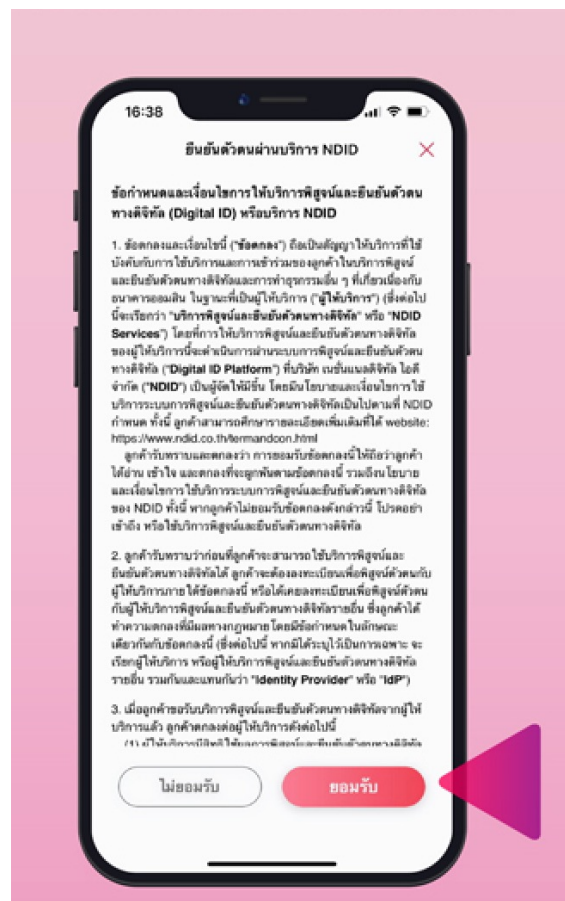 16:38
ยืนยันตัวตนผ่านบริการ NDID
ข้อกำหนดและเงื่อนไขการให้บริการพิสูจน์และยืนยันตัวตน
ทางดิจิทัล (Digital ID) หรือบริการ NDID
1. ข้อตกลงและเงื่อนไขนี้ ("ข้อตกลง") ถือเป็นสัญญาให้บริการที่ใช้
บังคับกับการใช้บริการและการเข้าร่วมของลูกค้าในบริการพิสูจน์
และยืนยันตัวตนทางดิจิทัลและการทำธุรกรรมอื่น ๆ ที่เกี่ยวเนื่องกับ
ธนาคารออมสิน ในฐานะที่เป็นผู้ให้บริการ ("ผู้ให้บริการ") (ซึ่งต่อไป
นี้จะเรียกว่า "บริการพิสูจน์และยืนยันตัวตนทางดิจิทัล" หรือ "NDID
Services") โดยที่การให้บริการพิสูจน์และยืนยันตัวตนทางดิจิทัล
ของผู้ให้บริการนี้จะดำเนินการผ่านระบบการพิสูจน์และยืนยันตัวตน
ทางดิจิทัล ("Digital ID Platform") ที่บริษัท เนชั่นแนลดิจิทัล ไอดี
จำกัด ("NDID") เป็นผู้จัดให้มีขึ้น โดยมีนโยบายและเงื่อนไขการใช้
บริการระบบการพิสูจน์และยืนยันตัวตนทางดิจิทัลเป็นไปตามที่ NDID
กำหนด ทั้งนี้ ลูกค้าสามารถศึกษารายละเอียดเพิ่มเติมที่ได้ website:
https://www.ndid.co.th/termandcon.html
ลูกค้ารับทราบและตกลงว่า การยอมรับข้อตกลงนี้ให้ถือว่าลูกค้า
ได้อ่าน เข้าใจ และตกลงที่จะผูกพันตามข้อตกลงนี้ รวมถึงนโยบาย
และเงื่อนไขการใช้บริการระบบการพิสูจน์และยืนยันตัวตนทางดิจิทัล
ของ NDID ทั้งนี้ หากลูกค้าไม่ยอมรับข้อตกลงดังกล่าวนี้ โปรดอย่า
เข้าถึง หรือใช้บริการพิสูจน์และยืนยันตัวตนทางดิจิทัล
2. ลูกค้ารับทราบว่าก่อนที่ลูกค้าจะสามารถใช้บริการพิสูจน์และ
ยืนยันตัวตนทางดิจิทัลได้ ลูกค้าจะต้องลงทะเบียนเพื่อพิสูจน์ตัวตนกับ
ผู้ให้บริการภายใต้ข้อตกลงนี้ หรือได้เคยลงทะเบียนเพื่อพิสูจน์ตัวตน
กับผู้ให้บริการพิสูจน์และยืนยันตัวตนทางดิจิทัลรายอื่น ซึ่งลูกค้าได้
ทำความตกลงที่มีผลทางกฎหมาย โดยมีข้อกำหนดในลักษณะ
เดียวกันกับข้อตกลงนี้ (ซึ่งต่อไปนี้ หากมิได้ระบุไว้เป็นการเฉพาะ จะ
เรียกผู้ให้บริการ หรือผู้ให้บริการพิสูจน์และยืนยันตัวตนทางดิจิทัล
รายอื่น รวมกันและแทนกันว่า "Identity Provider" หรือ "IdP")
3. เมื่อลูกค้าขอรับบริการพิสูจน์และยืนยันตัวตนทางดิจิทัลจากผู้ให้
บริการแล้ว ลูกค้าตกลงต่อผู้ให้บริการดังต่อไปนี้
(1) ผู้ให้บริการมีสิทธิใช้ผลการพิสูจน์และยืนยันตัวตนทางดิจิทัล
ไม่ยอมรับ
ยอมรับ